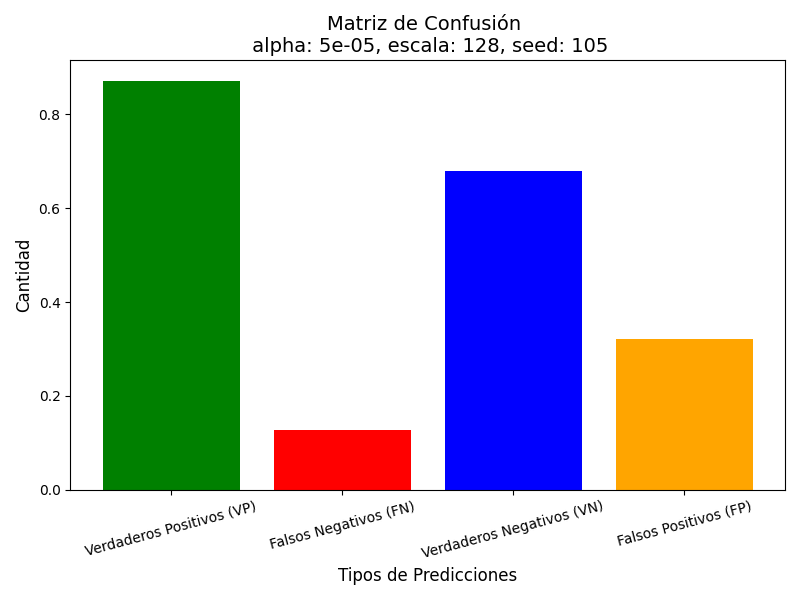 Matriz de Confusión
alpha: 5e-05, escala: 128, seed: 105
Cantidad
0.8
0.6
0.4
0.2
0.0
Verdaderos Positivos (VP)
Falsos Negativos (FN)
Verdaderos Negativos (VN)
Falsos Positivos (FP)
Tipos de Predicciones